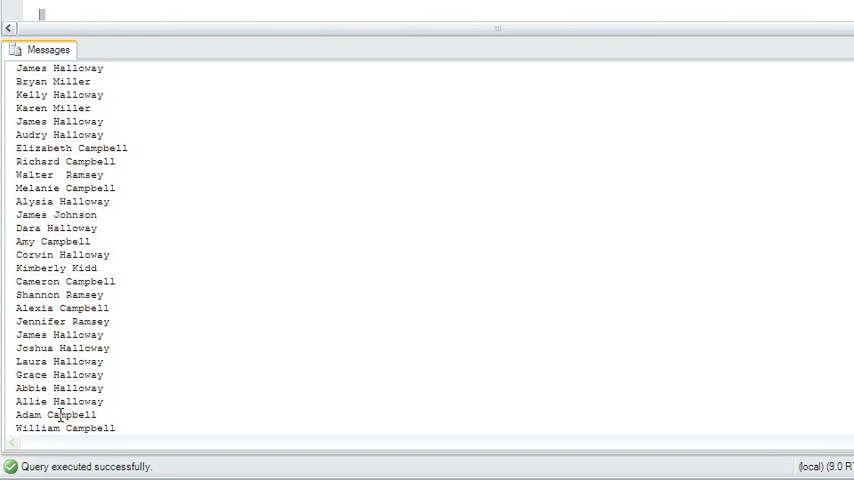 Messages
James Halloway
Bryan Miller
Kelly Halloway
Karen Miller
James Halloway
Audry Halloway
Elizabeth Campbell
Richard Campbell
Walter  Ramsey
Melanie Campbell
Alysia Halloway
James Johnson
Dara Halloway
Amy Campbell
Corwin Halloway
Kimberly Kidd
Cameron Campbell
Shannon Ramsey
Alexia Campbell
Jennifer Ramsey
James Halloway
Joshua Halloway
Laura Halloway
Grace Halloway
Abbie Halloway
Allie Halloway
Adam Campbell
William Campbell
Query executed successfully. (local) (9.0 RT